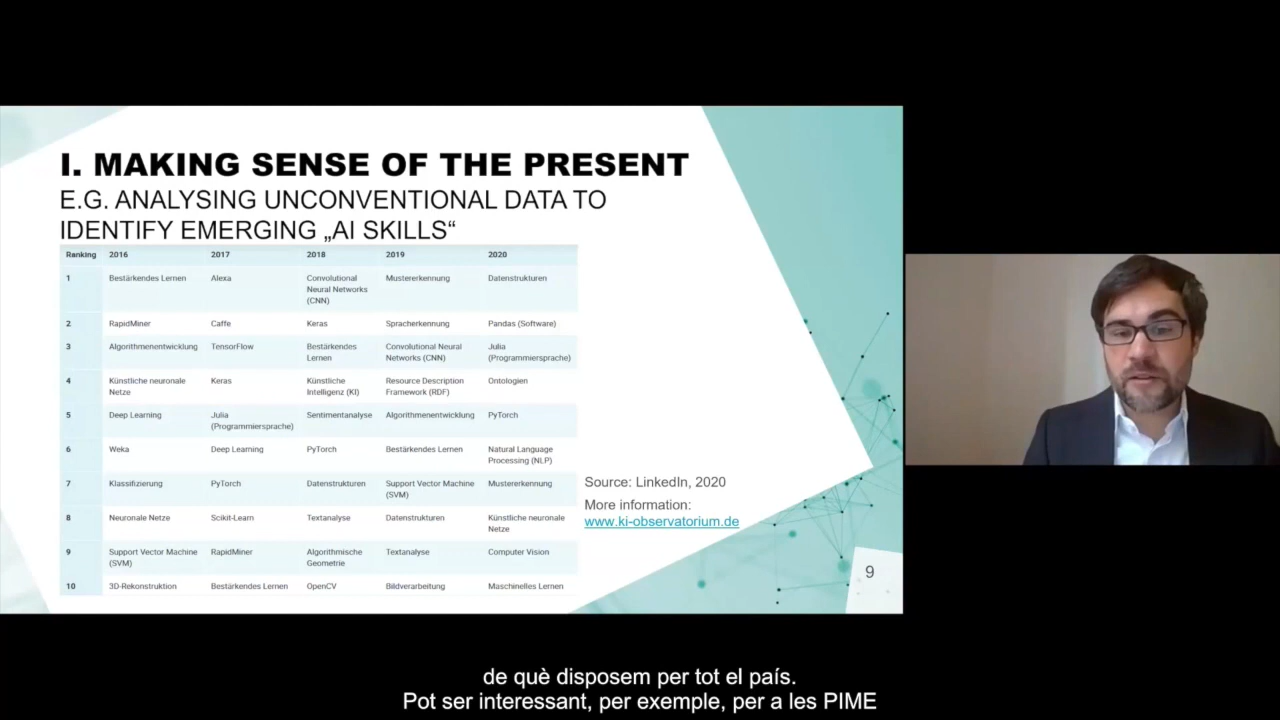 I. MAKING SENSE OF THE PRESENT
E.G. ANALYSING UNCONVENTIONAL DATA TO
IDENTIFY EMERGING „AI SKILLS“
Ranking 2016 2017 2018 2019 2020
1 Bestärkendes Lernen Alexa Convolutional Neural Networks (CNN) Mustererkennung Datenstrukturen
2 RapidMiner Caffe Keras Spracherkennung Pandas (Software)
3 Algorithmenentwicklung TensorFlow Bestärkendes Lernen Convolutional Neural Networks (CNN) Julia (Programmiersprache)
4 Künstliche neuronale Netze Keras Künstliche Intelligenz (KI) Resource Description Framework (RDF) Ontologien
5 Deep Learning Julia (Programmiersprache) Sentimentanalyse Algorithmenentwicklung PyTorch
6 Weka Deep Learning PyTorch Bestärkendes Lernen Natural Language Processing (NLP)
7 Klassifizierung PyTorch Datenstrukturen Support Vector Machine (SVM) Mustererkennung
8 Neuronale Netze Scikit-Learn Textanalyse Datenstrukturen Künstliche neuronale Netze
9 Support Vector Machine (SVM) RapidMiner Algorithmische Geometrie Textanalyse Computer Vision
10 3D-Rekonstruktion Bestärkendes Lernen OpenCV Bildverarbeitung Maschinelles Lernen
Source: LinkedIn, 2020
More information:
www.ki-observatorium.de
9
de què disposem per tot el país.
Pot ser interessant, per exemple, per a les PIME